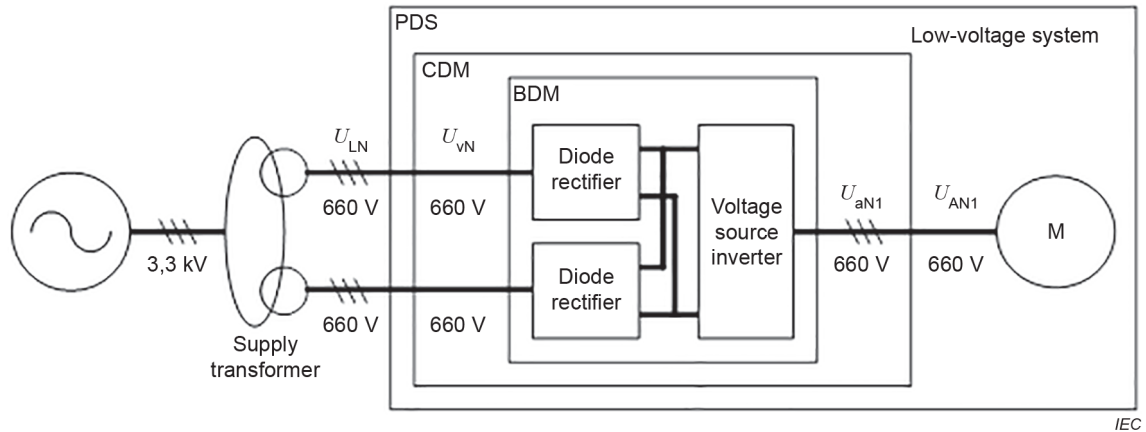 PDS
Low-voltage system
CDM
BDM
U_LN
U_vN
Diode
rectifier
660 V
660 V
Voltage
source
inverter
U_aN1
U_AN1
M
3,3 kV
660 V
660 V
Diode
rectifier
660 V
660 V
Supply
transformer
IEC